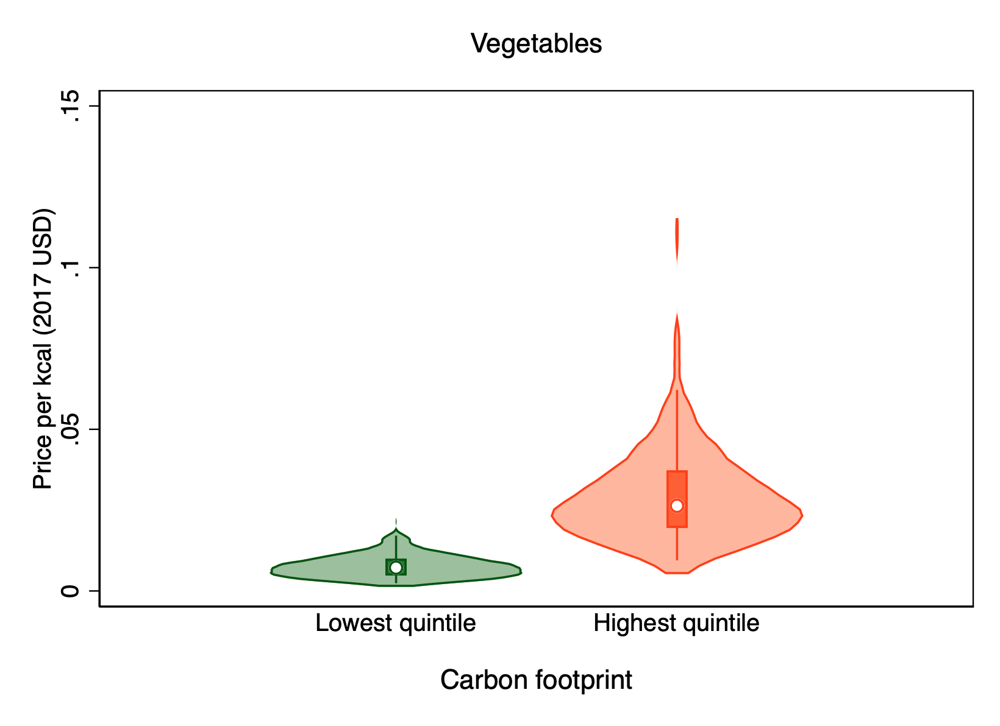 Vegetables
Price per kcal (2017 USD)
.15
.1
.05
0
Lowest quintile
Highest quintile
Carbon footprint